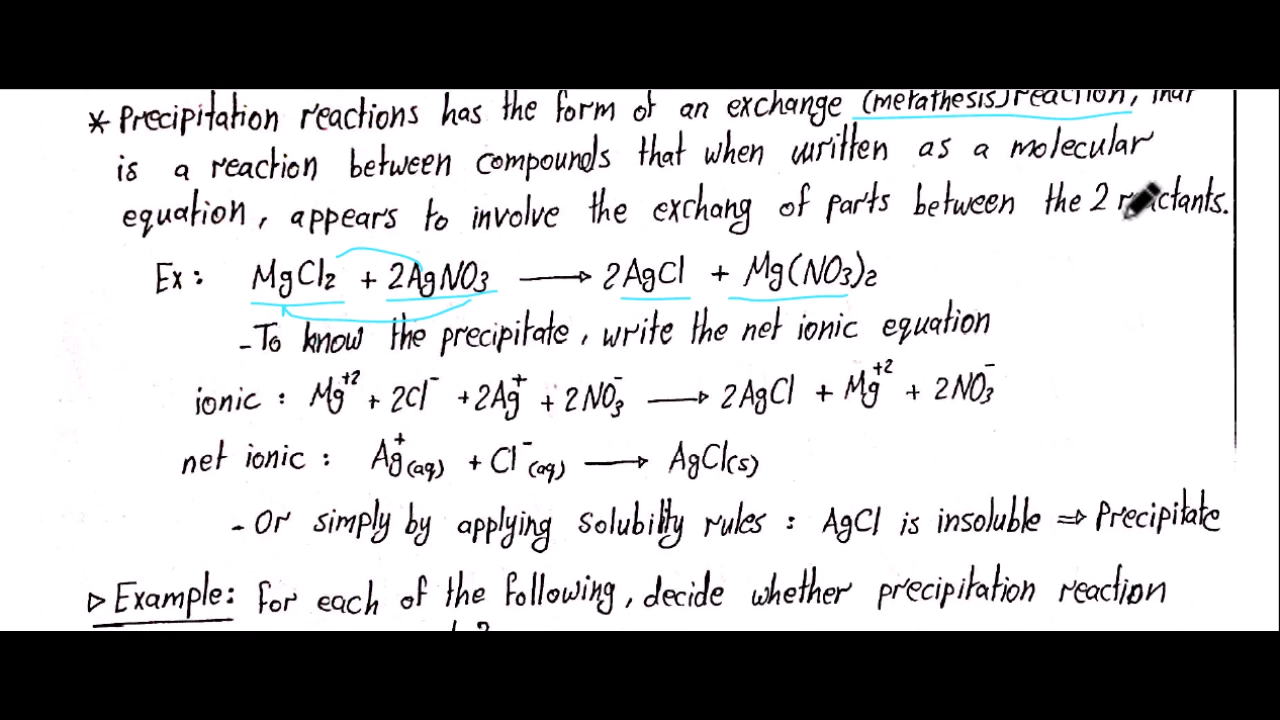 * Precipitation reactions has the form of an exchange (metathesis) reaction, that
is a reaction between compounds that when written as a molecular
equation, appears to involve the exchang of parts between the 2 reactants.
Ex: MgCl₂ + 2AgNO₃ → 2AgCl + Mg(NO₃)₂
- To know the precipitate, write the net ionic equation
ionic: Mg⁺² + 2Cl⁻ + 2Ag⁺ + 2NO₃⁻ → 2AgCl + Mg⁺² + 2NO₃⁻
net ionic: Ag⁺(aq) + Cl⁻(aq) → AgCl(s)
- Or simply by applying solubilty rules: AgCl is insoluble ⇒ Precipitate
▷ Example: for each of the following, decide whether precipitation reaction